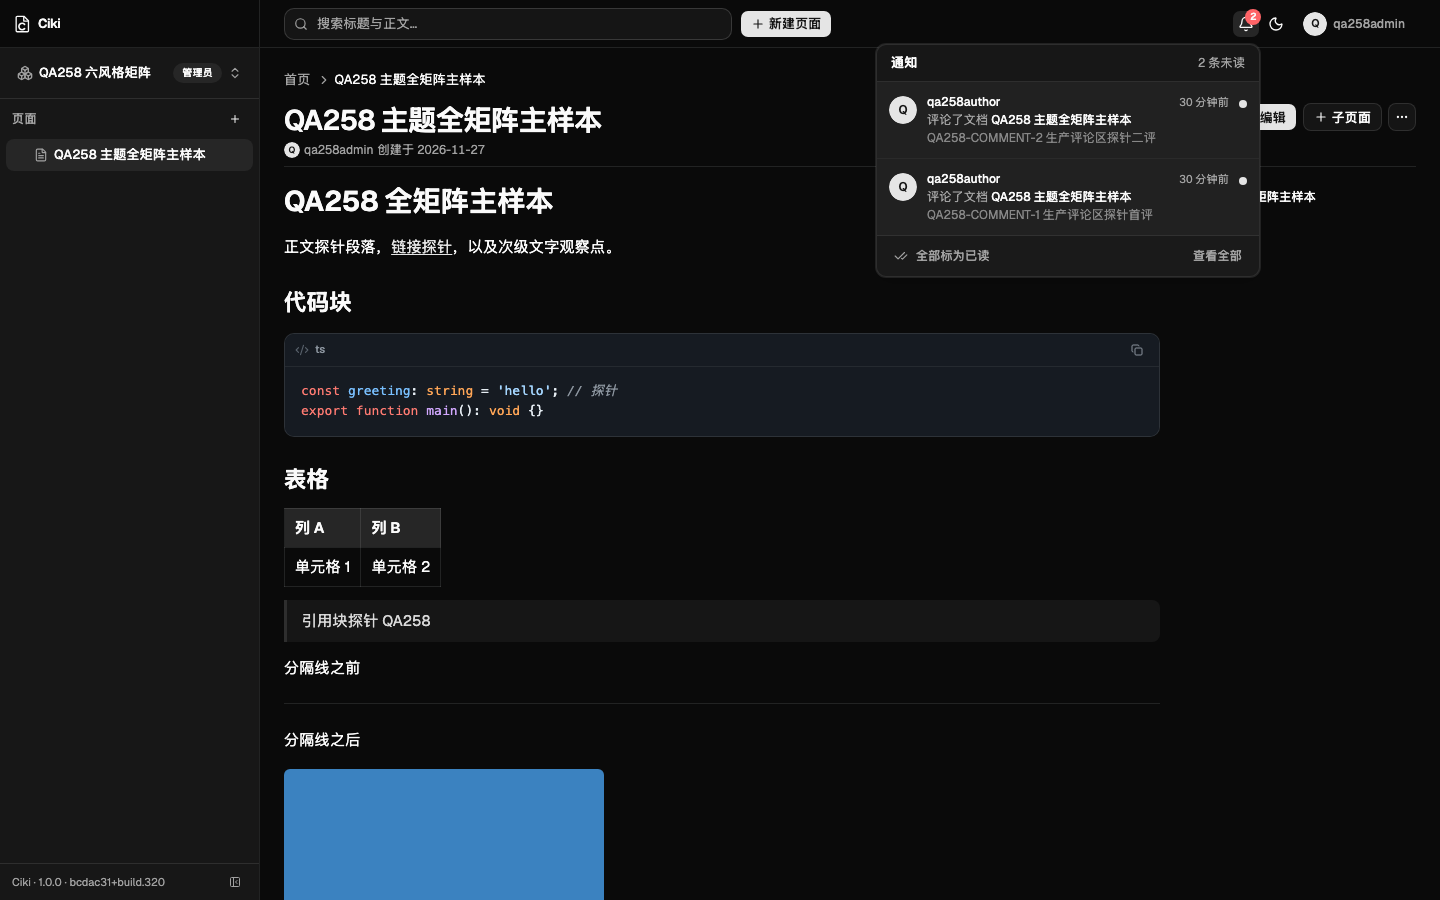 Ciki
搜索标题与正文...
新建页面
2
Q
qa258admin
QA258 六风格矩阵
管理员
页面
QA258 主题全矩阵主样本
首页
QA258 主题全矩阵主样本
QA258 主题全矩阵主样本
Q qa258admin 创建于 2026-11-27
编辑
子页面
通知
2 条未读
Q
qa258author
30 分钟前
评论了文档 QA258 主题全矩阵主样本
QA258-COMMENT-2 生产评论区探针二评
Q
qa258author
30 分钟前
评论了文档 QA258 主题全矩阵主样本
QA258-COMMENT-1 生产评论区探针首评
全部标为已读
查看全部
矩阵主样本
QA258 全矩阵主样本
正文探针段落，链接探针，以及次级文字观察点。
代码块
ts
const greeting: string = 'hello'; // 探针
export function main(): void {}
表格
列 A 列 B
单元格 1 单元格 2
引用块探针 QA258
分隔线之前
分隔线之后
Ciki · 1.0.0 · bcdac31+build.320